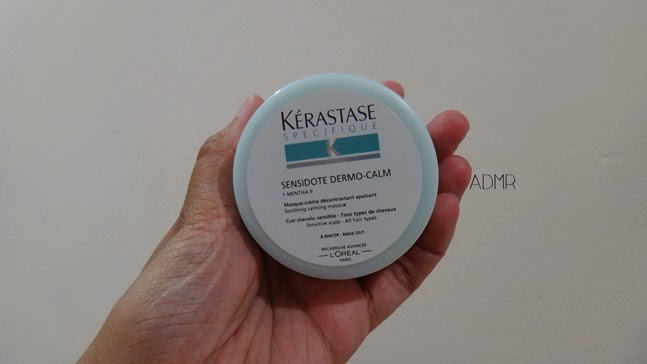 KÉRASTASE
SPÉCIFIQUE
K
SENSIDOTE DERMO-CALM
+ MENTHA P.
Masque-crème décontractant apaisant
Soothing calming masque
Cuir chevelu sensible - Tous types de cheveux
Sensitive scalp - All hair types
À RINCER - RINSE OUT
RECHERCHE AVANCÉE
L'ORÉAL
PARIS
ADMR